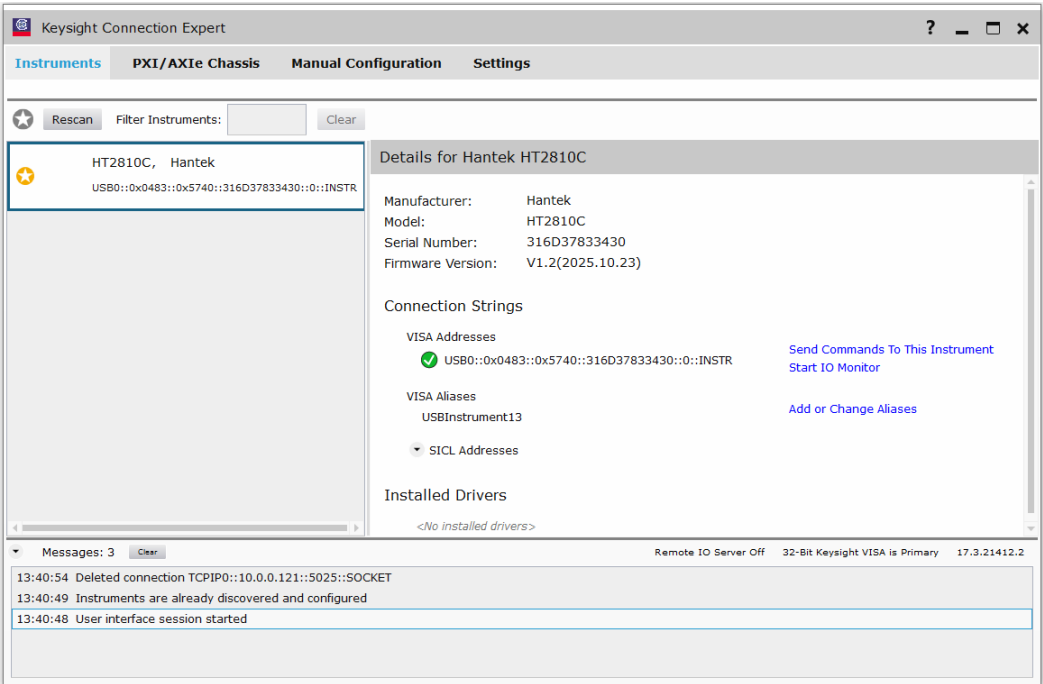 Keysight Connection Expert
?
Instruments PXI/AXIe Chassis Manual Configuration Settings
Rescan Filter Instruments: Clear
HT2810C, Hantek
USB0::0x0483::0x5740::316D37833430::0::INSTR
Details for Hantek HT2810C
Manufacturer: Hantek
Model: HT2810C
Serial Number: 316D37833430
Firmware Version: V1.2(2025.10.23)
Connection Strings
VISA Addresses
USB0::0x0483::0x5740::316D37833430::0::INSTR
Send Commands To This Instrument
Start IO Monitor
VISA Aliases
USBInstrument13
Add or Change Aliases
SICL Addresses
Installed Drivers
<No installed drivers>
Messages: 3 Clear Remote IO Server Off 32-Bit Keysight VISA is Primary 17.3.21412.2
13:40:54 Deleted connection TCPIP0::10.0.0.121::5025::SOCKET
13:40:49 Instruments are already discovered and configured
13:40:48 User interface session started